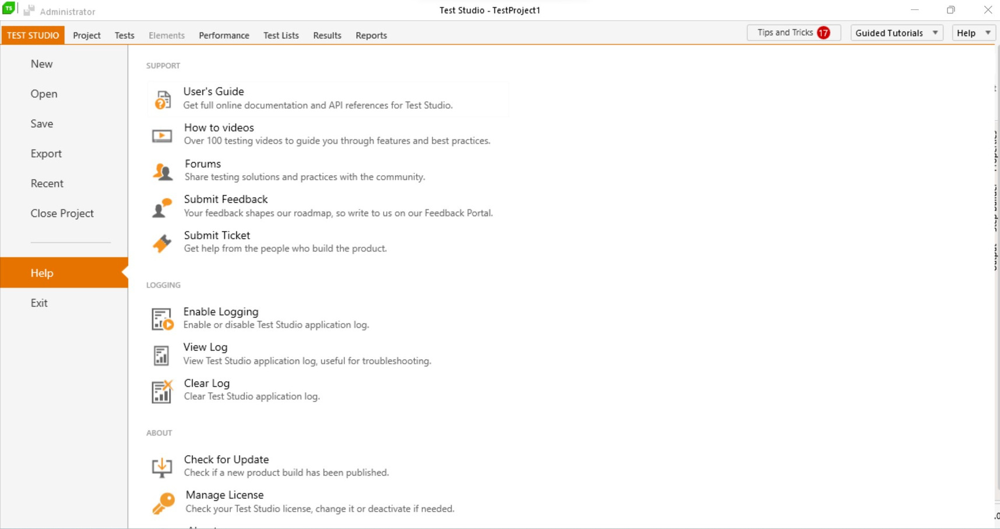 TS
Administrator
Test Studio - TestProject1
TEST STUDIO
Project
Tests
Elements
Performance
Test Lists
Results
Reports
Tips and Tricks 17
Guided Tutorials
Help
New
Open
Save
Export
Recent
Close Project
Help
Exit
SUPPORT
User's Guide
Get full online documentation and API references for Test Studio.
How to videos
Over 100 testing videos to guide you through features and best practices.
Forums
Share testing solutions and practices with the community.
Submit Feedback
Your feedback shapes our roadmap, so write to us on our Feedback Portal.
Submit Ticket
Get help from the people who build the product.
LOGGING
Enable Logging
Enable or disable Test Studio application log.
View Log
View Test Studio application log, useful for troubleshooting.
Clear Log
Clear Test Studio application log.
ABOUT
Check for Update
Check if a new product build has been published.
Manage License
Check your Test Studio license, change it or deactivate if needed.